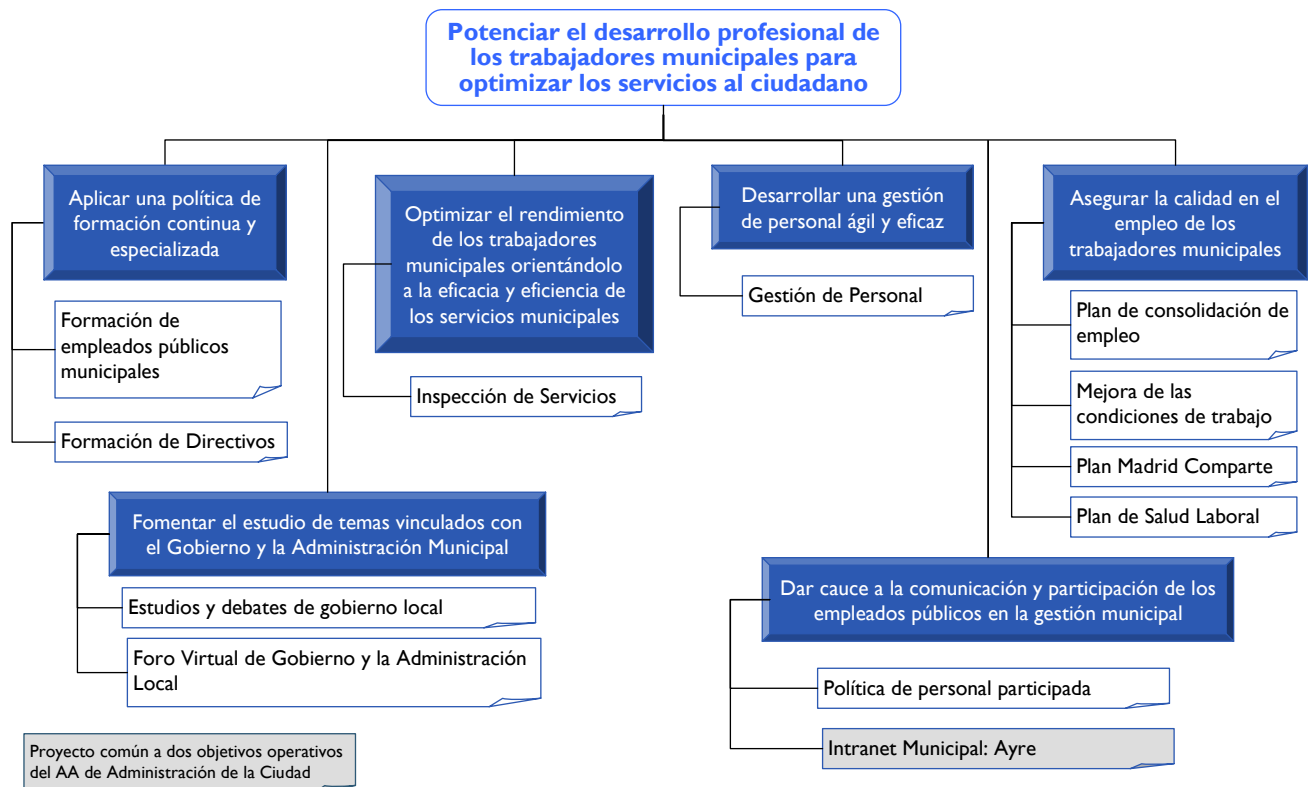 Potenciar el desarrollo profesional de
los trabajadores municipales para
optimizar los servicios al ciudadano
Aplicar una política de
formación continua y
especializada
Formación de
empleados públicos
municipales
Formación de Directivos
Optimizar el rendimiento
de los trabajadores
municipales orientándolo
a la eficacia y eficiencia de
los servicios municipales
Inspección de Servicios
Desarrollar una gestión
de personal ágil y eficaz
Gestión de Personal
Asegurar la calidad en el
empleo de los
trabajadores municipales
Plan de consolidación de
empleo
Mejora de las
condiciones de trabajo
Plan Madrid Comparte
Plan de Salud Laboral
Fomentar el estudio de temas vinculados con
el Gobierno y la Administración Municipal
Estudios y debates de gobierno local
Foro Virtual de Gobierno y la Administración
Local
Dar cauce a la comunicación y participación de los
empleados públicos en la gestión municipal
Política de personal participada
Intranet Municipal: Ayre
Proyecto común a dos objetivos operativos
del AA de Administración de la Ciudad